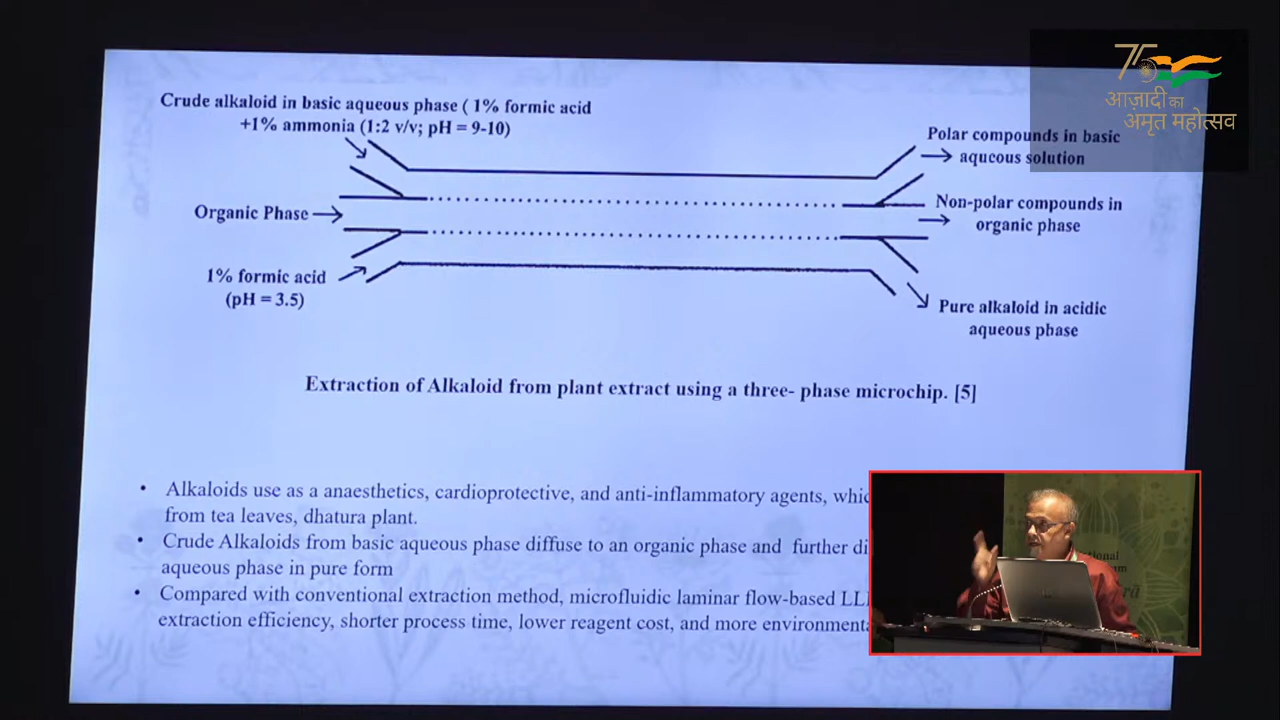 75
आज़ादी का
अमृत महोत्सव
Crude alkaloid in basic aqueous phase ( 1% formic acid
+1% ammonia (1:2 v/v; pH = 9-10)
Polar compounds in basic
aqueous solution
Organic Phase
Non-polar compounds in
organic phase
1% formic acid
(pH = 3.5)
Pure alkaloid in acidic
aqueous phase
Extraction of Alkaloid from plant extract using a three- phase microchip. [5]
• Alkaloids use as a anaesthetics, cardioprotective, and anti-inflammatory agents,
from tea leaves, dhatura plant.
• Crude Alkaloids from basic aqueous phase diffuse to an organic phase and further
aqueous phase in pure form
• Compared with conventional extraction method, microfluidic laminar flow-based
extraction efficiency, shorter process time, lower reagent cost, and more